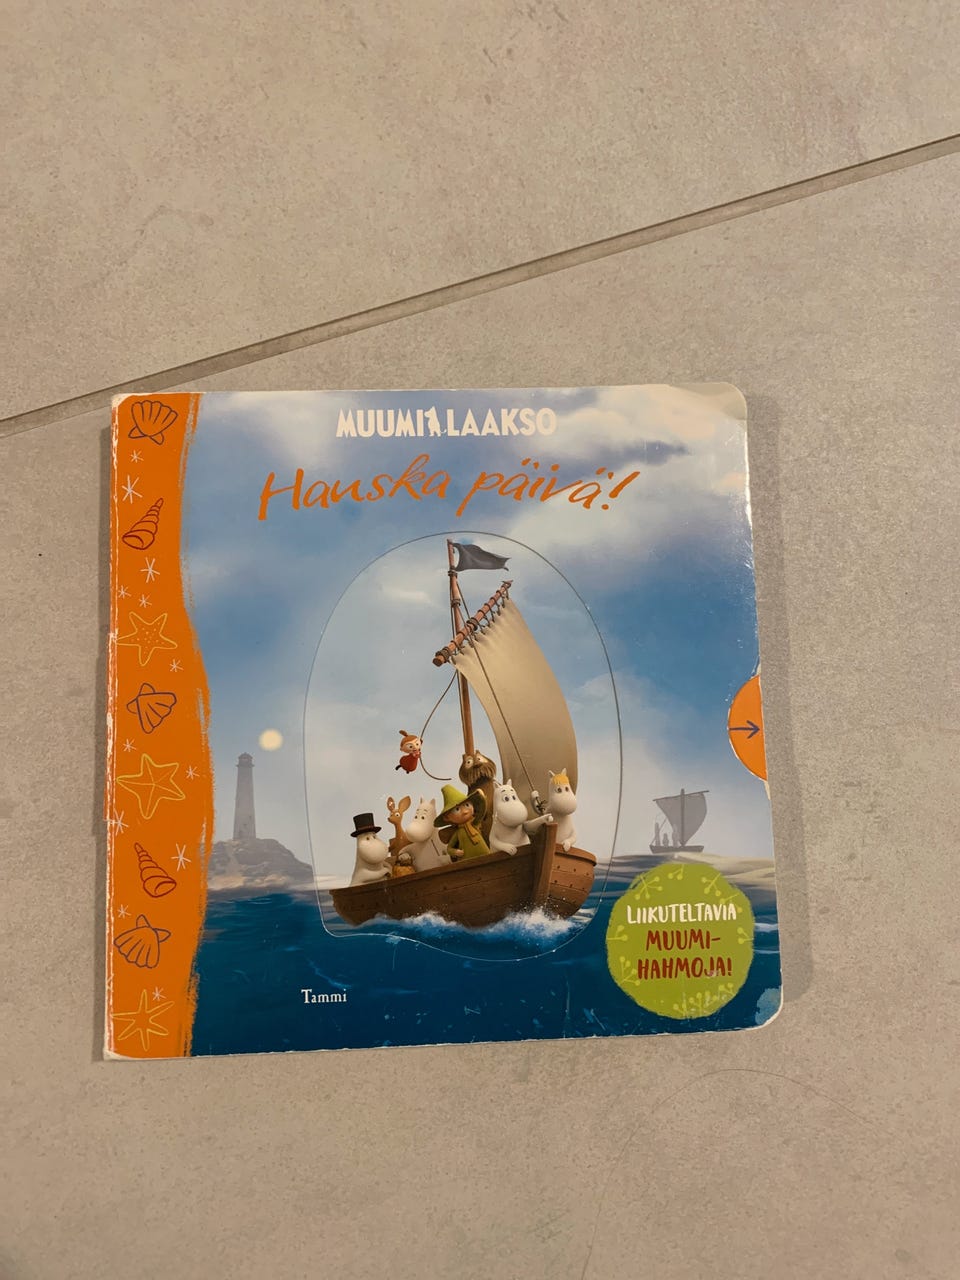 MUUMILAAKSO
Hauska päivä!
LIIKUTELTAVIA
MUUMI-
HAHMOJA!
Tammi